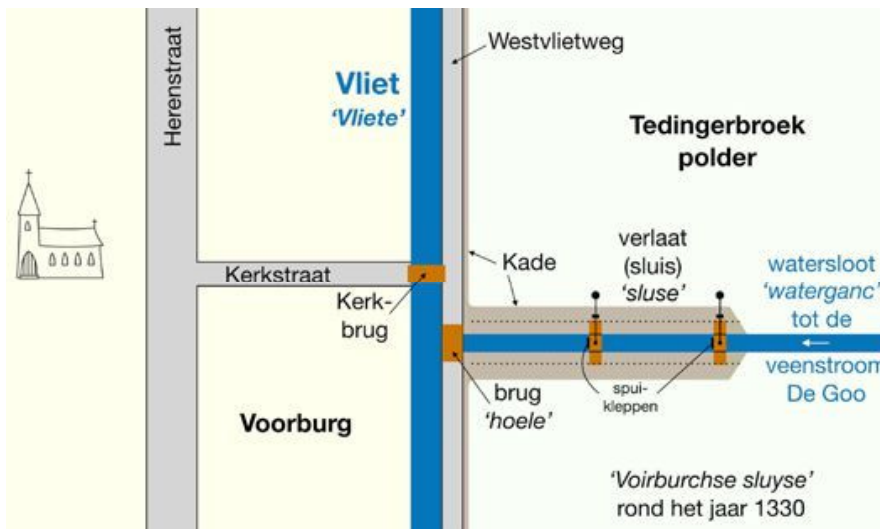 Westvlietweg
Herenstraat
Vliet
‘Vliete’
Tedingerbroek
polder
verlaat
(sluis)
‘sluse’
Kade
watersloot
‘waterganc’
tot de
veenstroom
De Goo
Kerkstraat
Kerk-
brug
brug
‘hoele’
spui-
kleppen
Voorburg
‘Voirburchse sluyse’
rond het jaar 1330